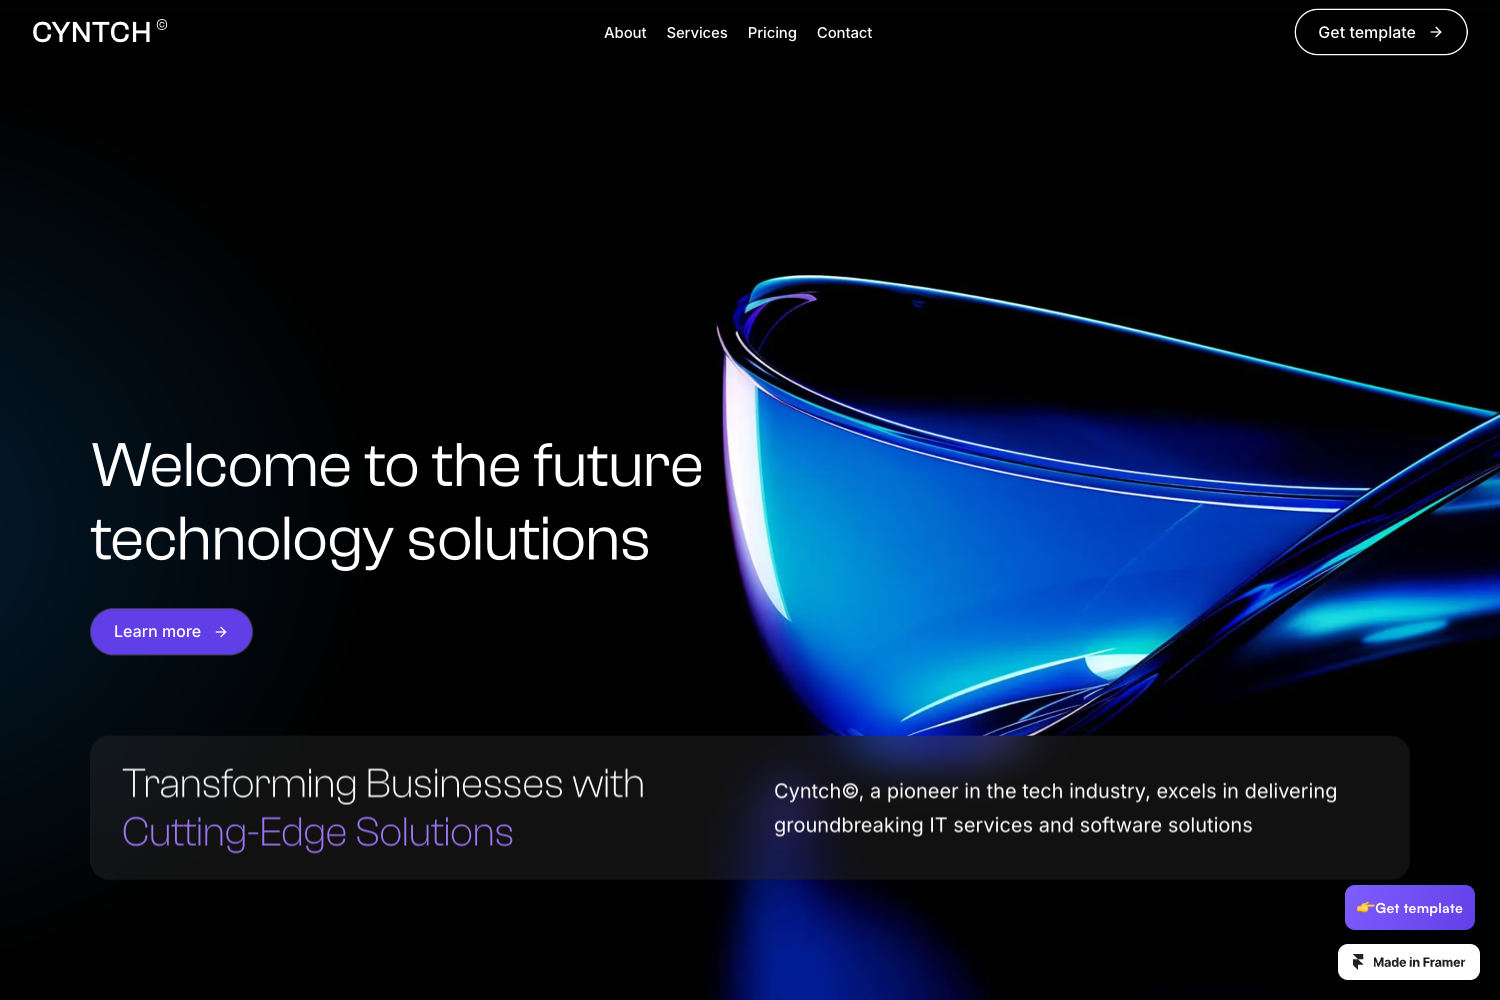 CYNTCH ©
About Services Pricing Contact
Get template
Welcome to the future
technology solutions
Learn more
Transforming Businesses with
Cutting-Edge Solutions
Cyntch©, a pioneer in the tech industry, excels in delivering
groundbreaking IT services and software solutions
👉Get template
Made in Framer